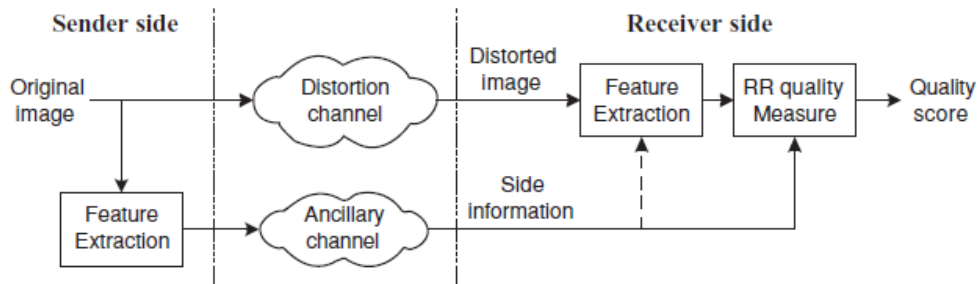 Sender side
Receiver side
Original
image
Distortion
channel
Distorted
image
Feature
Extraction
RR quality
Measure
Quality
score
Feature
Extraction
Ancillary
channel
Side
information